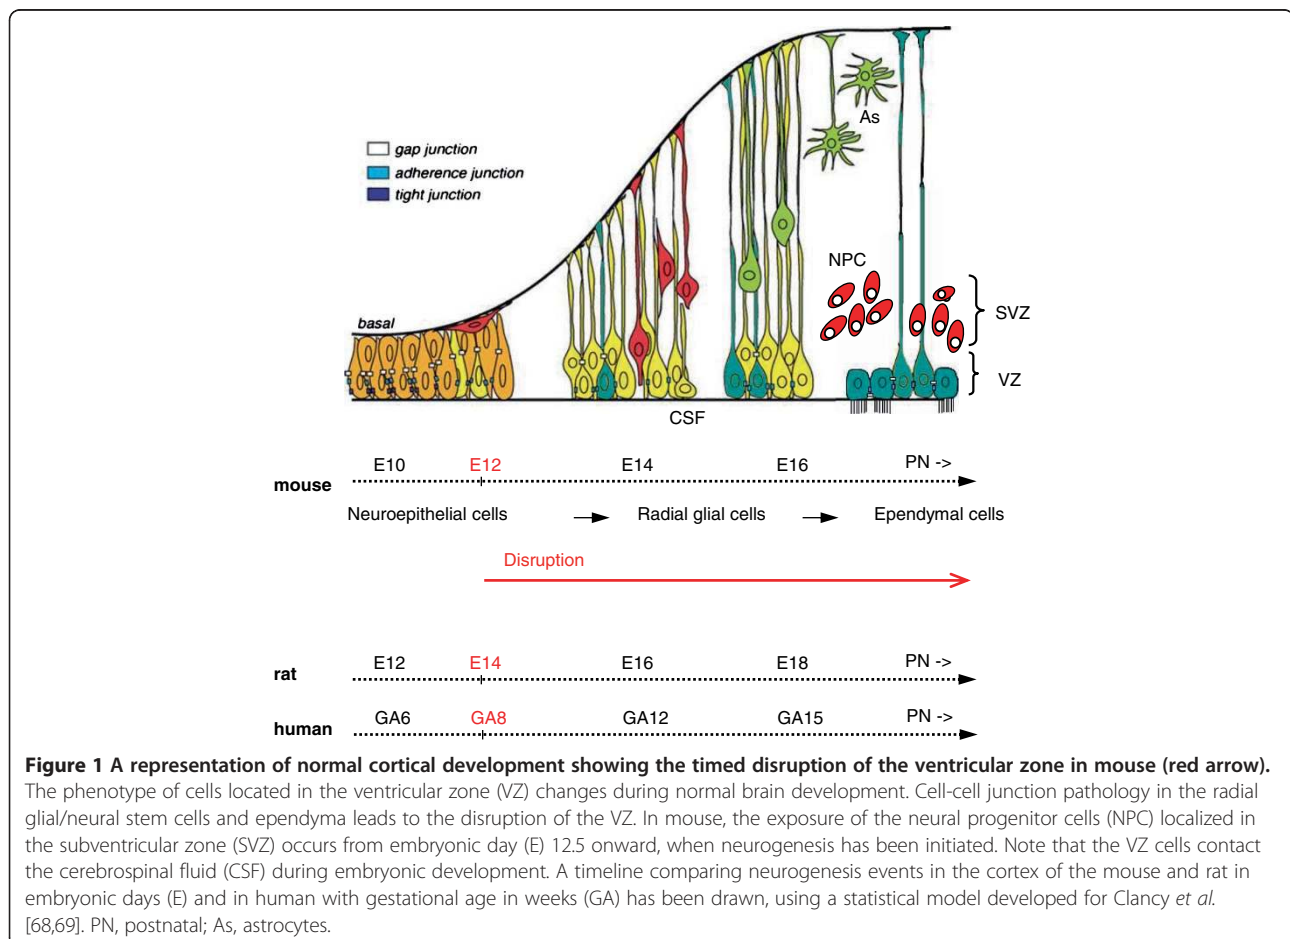 As
gap junction
adherence junction
tight junction
NPC
SVZ
basal
VZ
CSF
E10 E12 E14 E16 PN ->
mouse
Neuroepithelial cells Radial glial cells Ependymal cells
Disruption
E12 E14 E16 E18 PN ->
rat
GA6 GA8 GA12 GA15 PN ->
human
Figure 1 A representation of normal cortical development showing the timed disruption of the ventricular zone in mouse (red arrow).
The phenotype of cells located in the ventricular zone (VZ) changes during normal brain development. Cell-cell junction pathology in the radial
glial/neural stem cells and ependyma leads to the disruption of the VZ. In mouse, the exposure of the neural progenitor cells (NPC) localized in
the subventricular zone (SVZ) occurs from embryonic day (E) 12.5 onward, when neurogenesis has been initiated. Note that the VZ cells contact
the cerebrospinal fluid (CSF) during embryonic development. A timeline comparing neurogenesis events in the cortex of the mouse and rat in
embryonic days (E) and in human with gestational age in weeks (GA) has been drawn, using a statistical model developed for Clancy et al.
[68,69]. PN, postnatal; As, astrocytes.